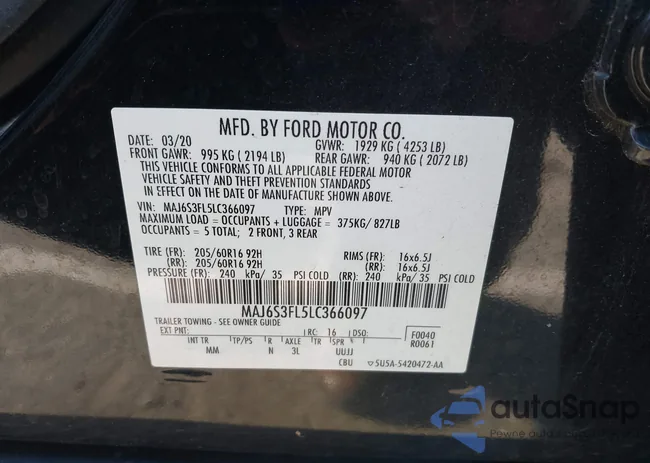 MFD. BY FORD MOTOR CO.
DATE: 03/20 GVWR: 1929 KG ( 4253 LB)
FRONT GAWR: 995 KG ( 2194 LB) REAR GAWR: 940 KG ( 2072 LB)
THIS VEHICLE CONFORMS TO ALL APPLICABLE FEDERAL MOTOR
VEHICLE SAFETY AND THEFT PREVENTION STANDARDS
IN EFFECT ON THE DATE OF MANUFACTURE SHOWN ABOVE.
VIN: MAJ6S3FL5LC366097 TYPE: MPV
MAXIMUM LOAD = OCCUPANTS + LUGGAGE = 375KG/ 827LB
OCCUPANTS = 5 TOTAL; 2 FRONT, 3 REAR
TIRE (FR): 205/60R16 92H RIMS (FR): 16x6.5J
(RR): 205/60R16 92H (RR): 16x6.5J
PRESSURE (FR): 240 kPa/ 35 PSI COLD (RR): 240 kPa/ 35 PSI COLD
MAJ6S3FL5LC366097
TRAILER TOWING - SEE OWNER GUIDE
EXT PNT: RC: 16 DSO: F0040
R0061
INT TR TP/PS R AXLE TR SPR
MM N 3L UUJJ
CBU 5U5A-5420472-AA
autoSnap
Pewne auto